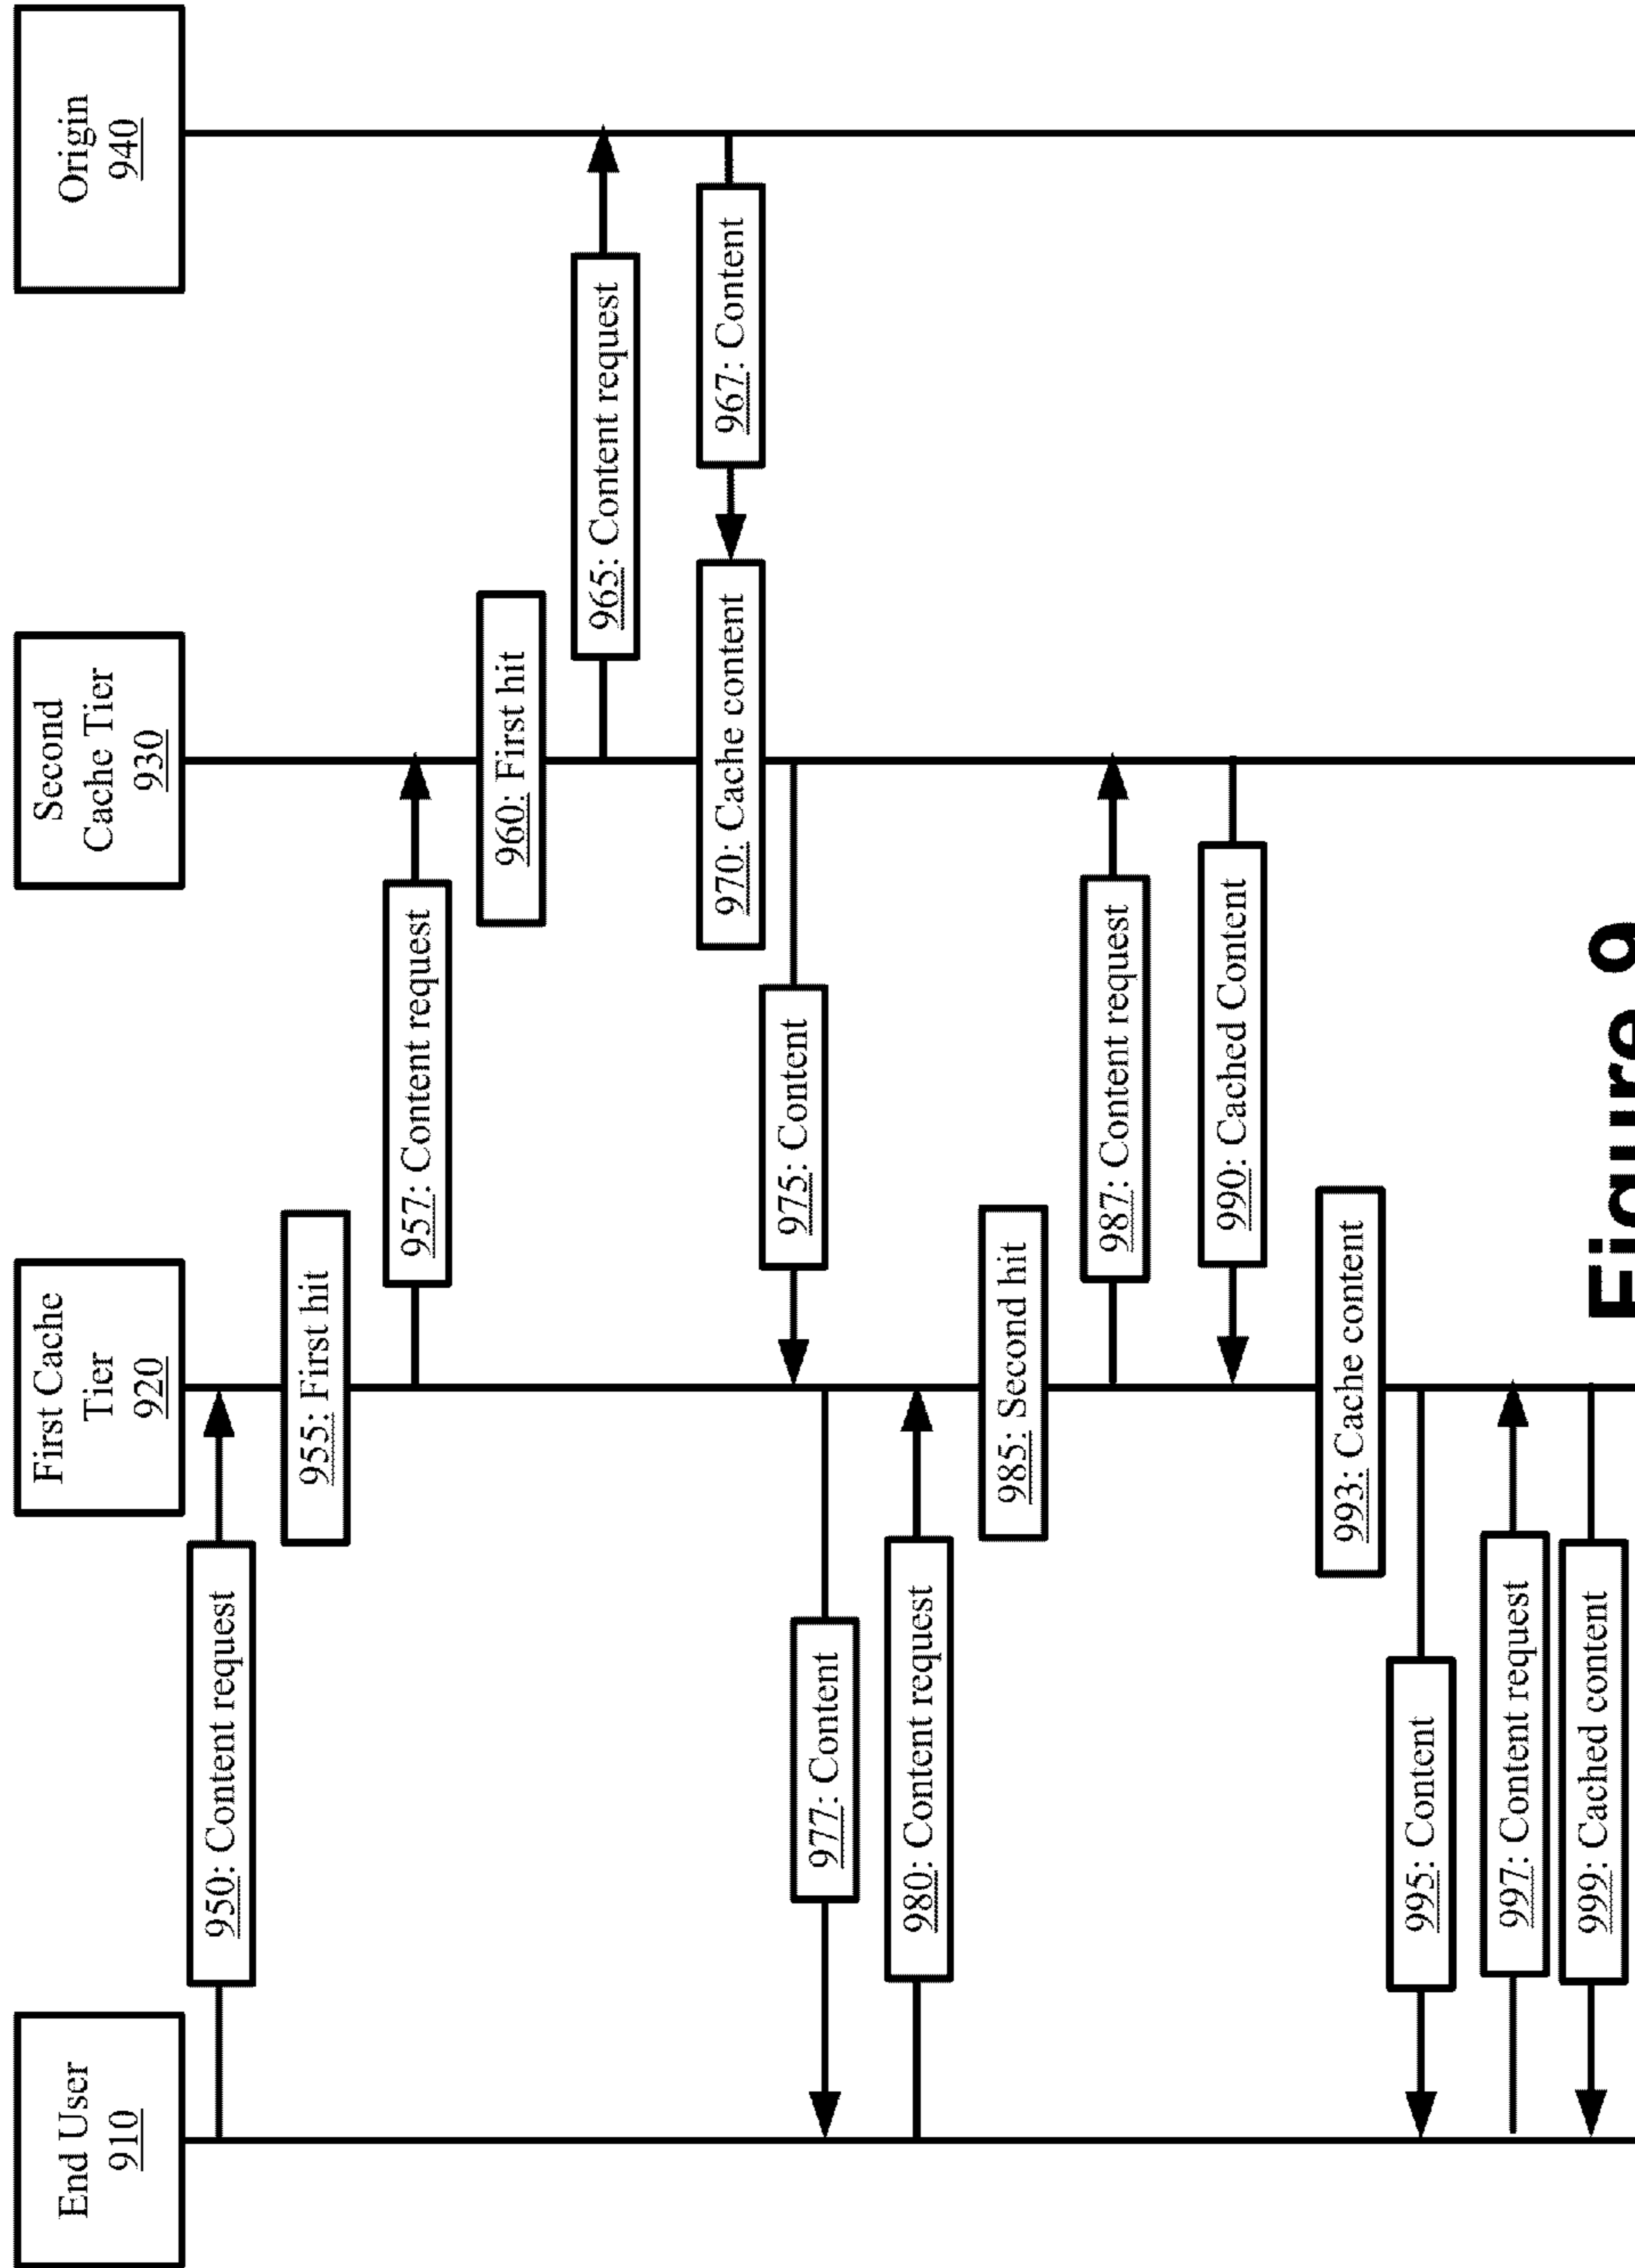 End User
910
First Cache
Tier
920
Second
Cache Tier
930
Origin
940
950: Content request
955: First hit
957: Content request
960: First hit
965: Content request
967: Content
970: Cache content
975: Content
977: Content
980: Content request
985: Second hit
987: Content request
990: Cached Content
993: Cache content
995: Content
997: Content request
999: Cached content
Figure 9